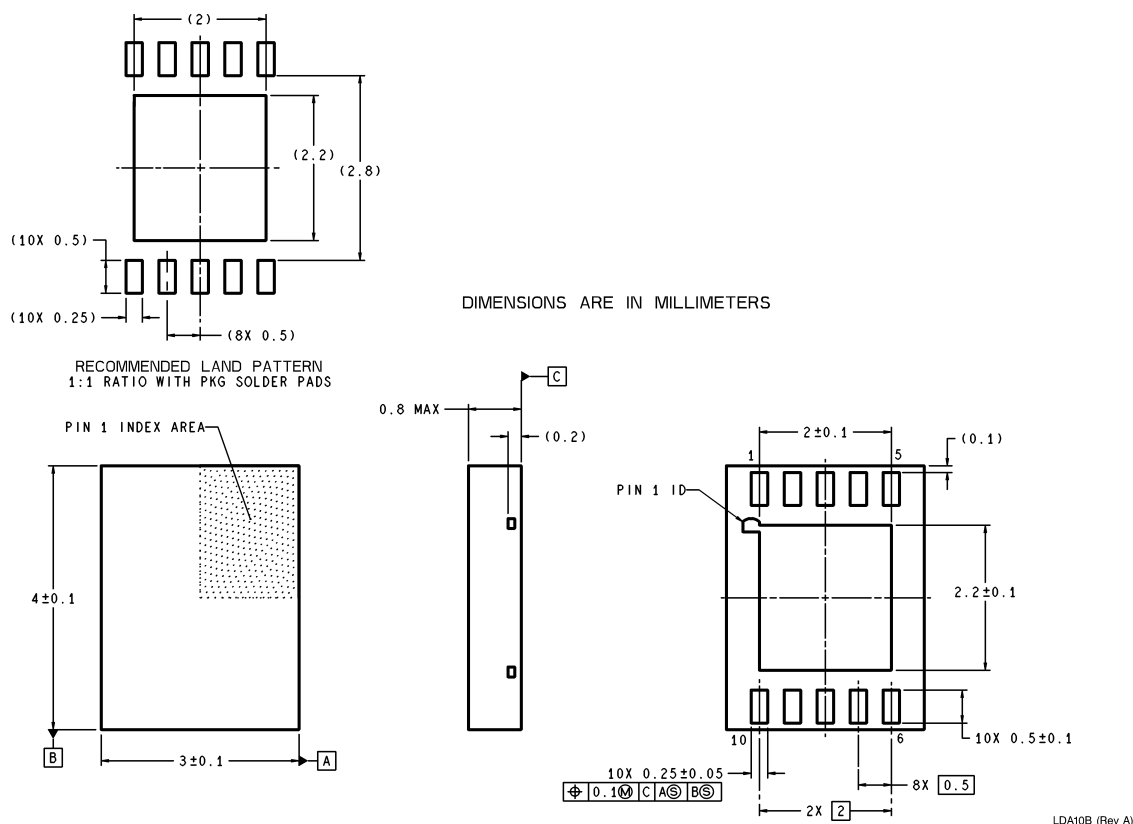 (2)
(2.2)
(2.8)
(10X 0.5)
(10X 0.25)
(8X 0.5)
RECOMMENDED LAND PATTERN
1:1 RATIO WITH PKG SOLDER PADS
DIMENSIONS ARE IN MILLIMETERS
PIN 1 INDEX AREA
4±0.1
B
3±0.1
A
C
0.8 MAX
(0.2)
2±0.1
(0.1)
1
5
PIN 1 ID
2.2±0.1
10
6
10X 0.5±0.1
10X 0.25±0.05
⌖ 0.1Ⓜ C AⓈ BⓈ
8X 0.5
2X 2
LDA10B (Rev A)